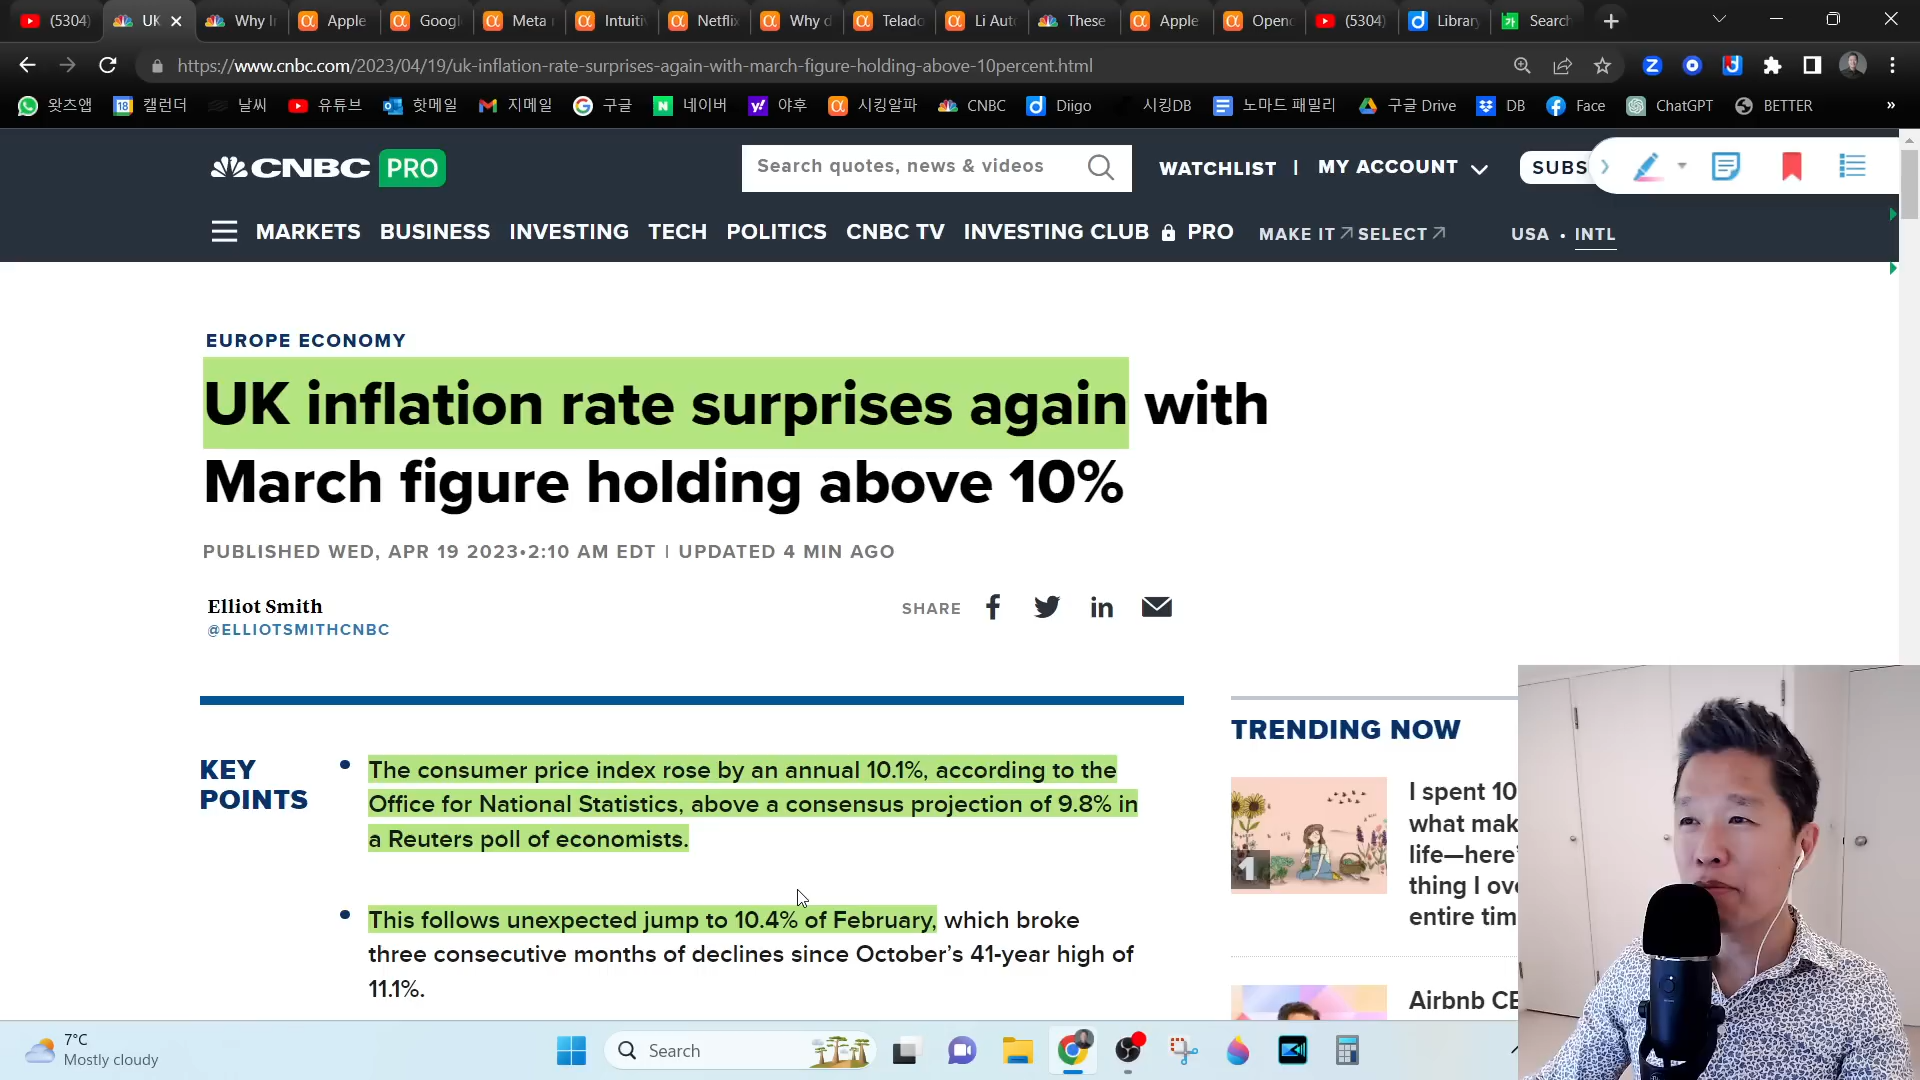 (5304)
UK
Why I
Apple
Googl
Meta
Intuiti
Netflix
Why d
Telado
Li Aut
These
Apple
Openo
(5304)
Library
Search
https://www.cnbc.com/2023/04/19/uk-inflation-rate-surprises-again-with-march-figure-holding-above-10percent.html
왓츠앱
18 캘린더
날씨
유튜브
핫메일
지메일
구글
네이버
야후
시킹알파
CNBC
Diigo
시킹DB
노마드 패밀리
구글 Drive
DB
Face
ChatGPT
BETTER
»
CNBC PRO
Search quotes, news & videos
WATCHLIST | MY ACCOUNT
SUBS
MARKETS BUSINESS INVESTING TECH POLITICS CNBC TV INVESTING CLUB PRO MAKE IT SELECT USA • INTL
EUROPE ECONOMY
UK inflation rate surprises again with
March figure holding above 10%
PUBLISHED WED, APR 19 2023•2:10 AM EDT | UPDATED 4 MIN AGO
Elliot Smith
@ELLIOTSMITHCNBC
SHARE
KEY
POINTS
• The consumer price index rose by an annual 10.1%, according to the
Office for National Statistics, above a consensus projection of 9.8% in
a Reuters poll of economists.
• This follows unexpected jump to 10.4% of February, which broke
three consecutive months of declines since October’s 41-year high of
11.1%.
TRENDING NOW
1
I spent 10
what mak
life—here’
thing I ov
entire tim
Airbnb CE
7°C
Mostly cloudy
Search